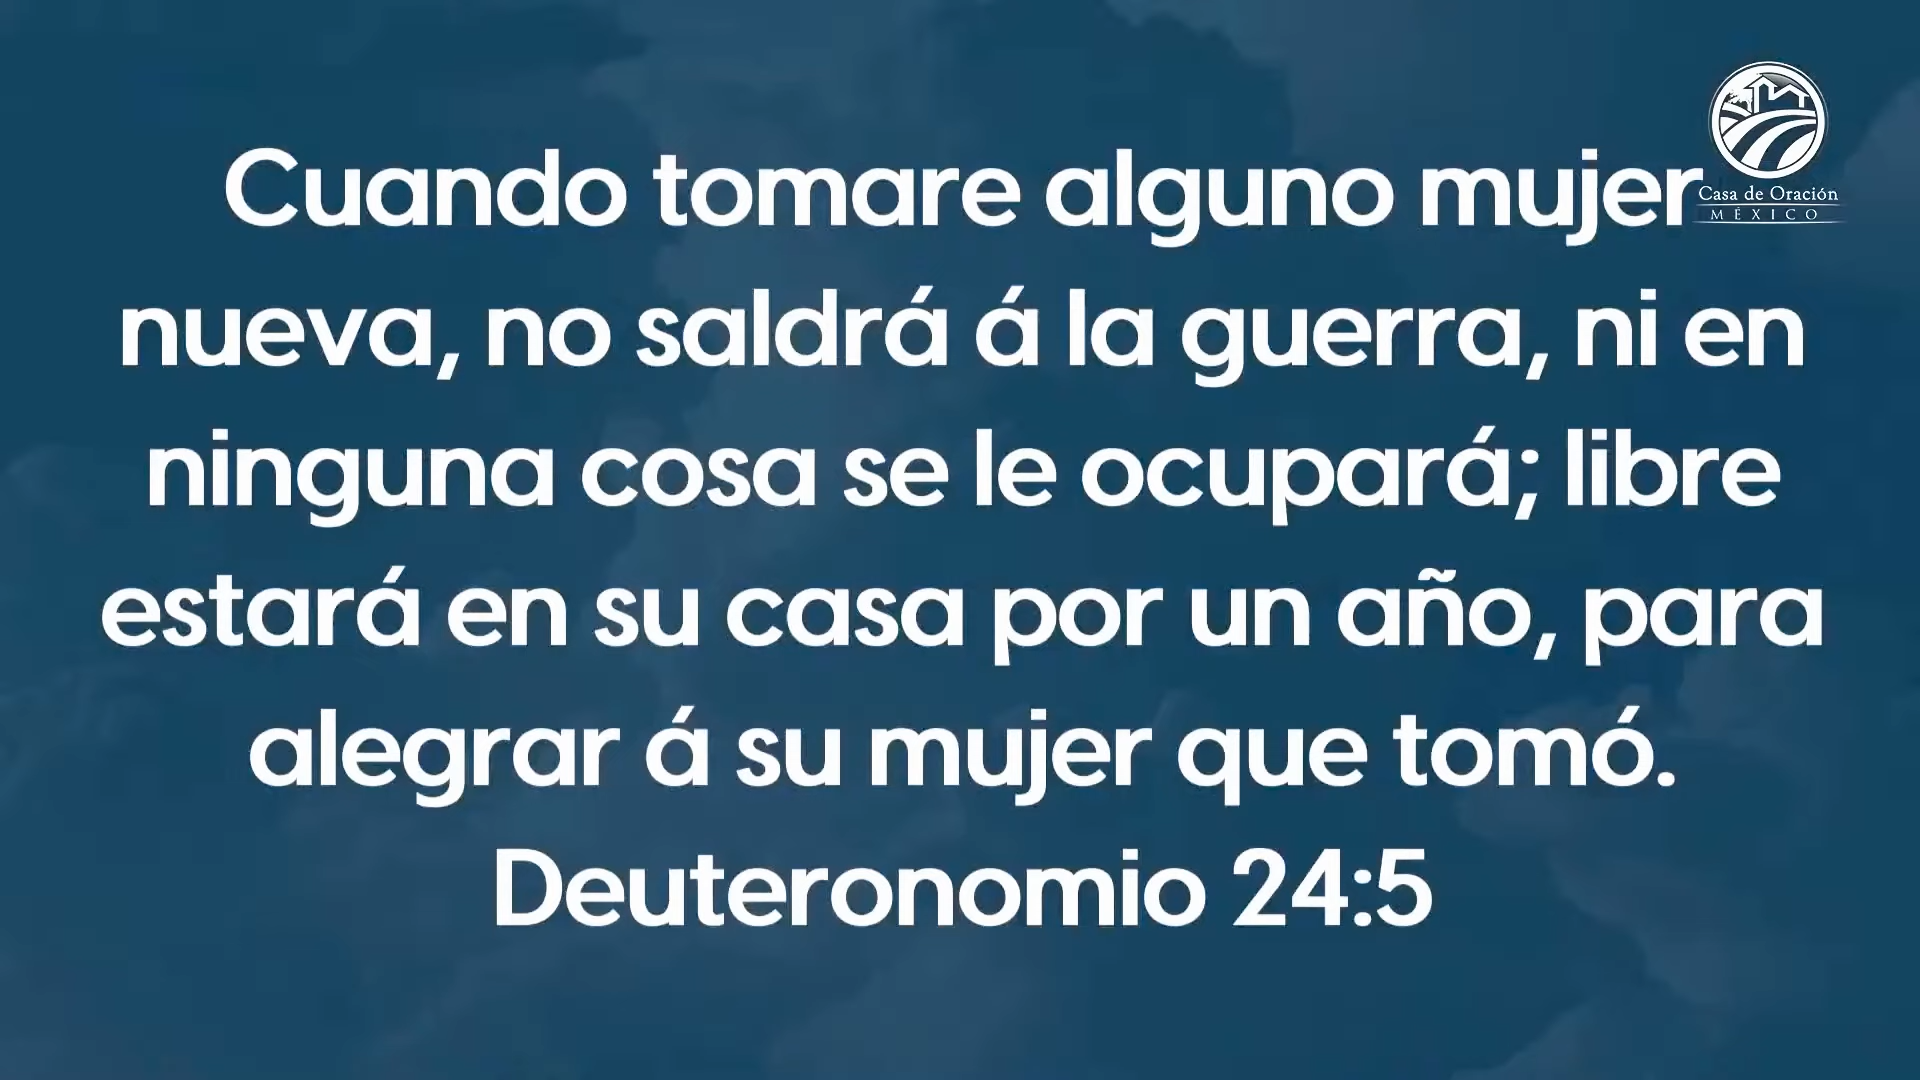 Cuando tomare alguno mujer
nueva, no saldrá á la guerra, ni en
ninguna cosa se le ocupará; libre
estará en su casa por un año, para
alegrar á su mujer que tomó.
Deuteronomio 24:5
Casa de Oración
MÉXICO